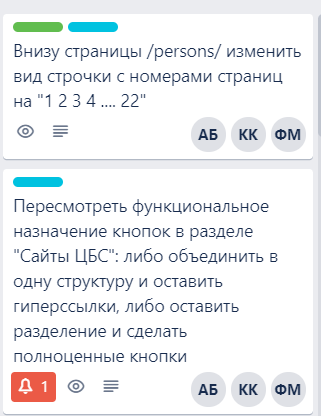 Внизу страницы /persons/ изменить
вид строчки с номерами страниц
на "1 2 3 4 .... 22"
АБ КК ФМ
Пересмотреть функциональное
назначение кнопок в разделе
"Сайты ЦБС": либо объединить в
одну структуру и оставить
гиперссылки, либо оставить
разделение и сделать
полноценные кнопки
1 АБ КК ФМ